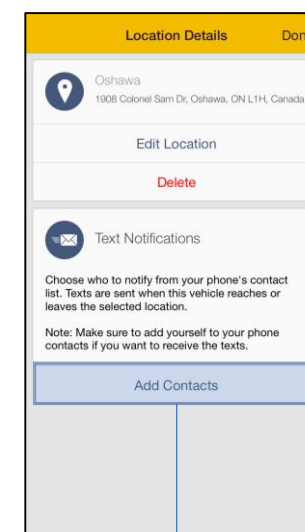 Location Details Don
Oshawa
1908 Colonel Sam Dr, Oshawa, ON L1H, Canada
Edit Location
Delete
Text Notifications
Choose who to notify from your phone's contact
list. Texts are sent when this vehicle reaches or
leaves the selected location.
Note: Make sure to add yourself to your phone
contacts if you want to receive the texts.
Add Contacts